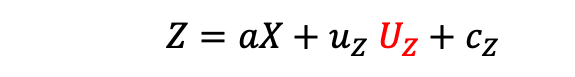 Z = aX + u_Z U_Z + c_Z